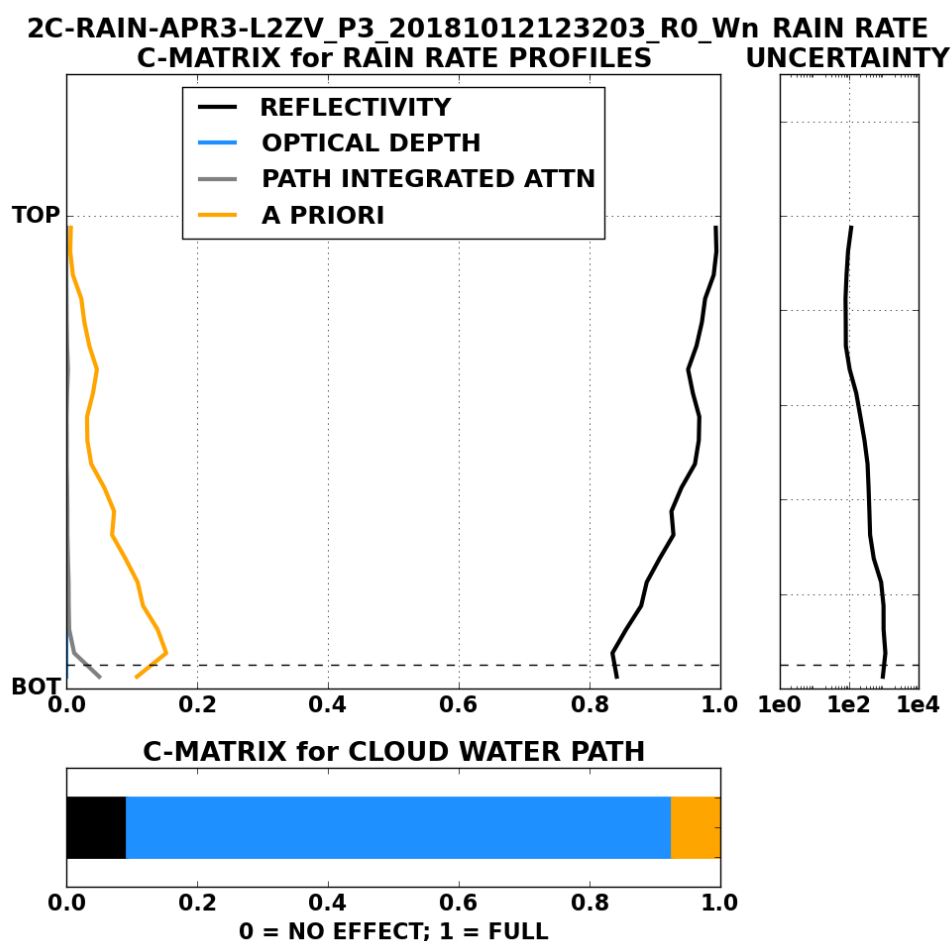 2C-RAIN-APR3-L2ZV_P3_20181012123203_R0_Wn RAIN RATE
C-MATRIX for RAIN RATE PROFILES UNCERTAINTY
REFLECTIVITY
OPTICAL DEPTH
PATH INTEGRATED ATTN
A PRIORI
TOP
BOT
0.0 0.2 0.4 0.6 0.8 1.0 1e0 1e2 1e4
C-MATRIX for CLOUD WATER PATH
0.0 0.2 0.4 0.6 0.8 1.0
0 = NO EFFECT; 1 = FULL